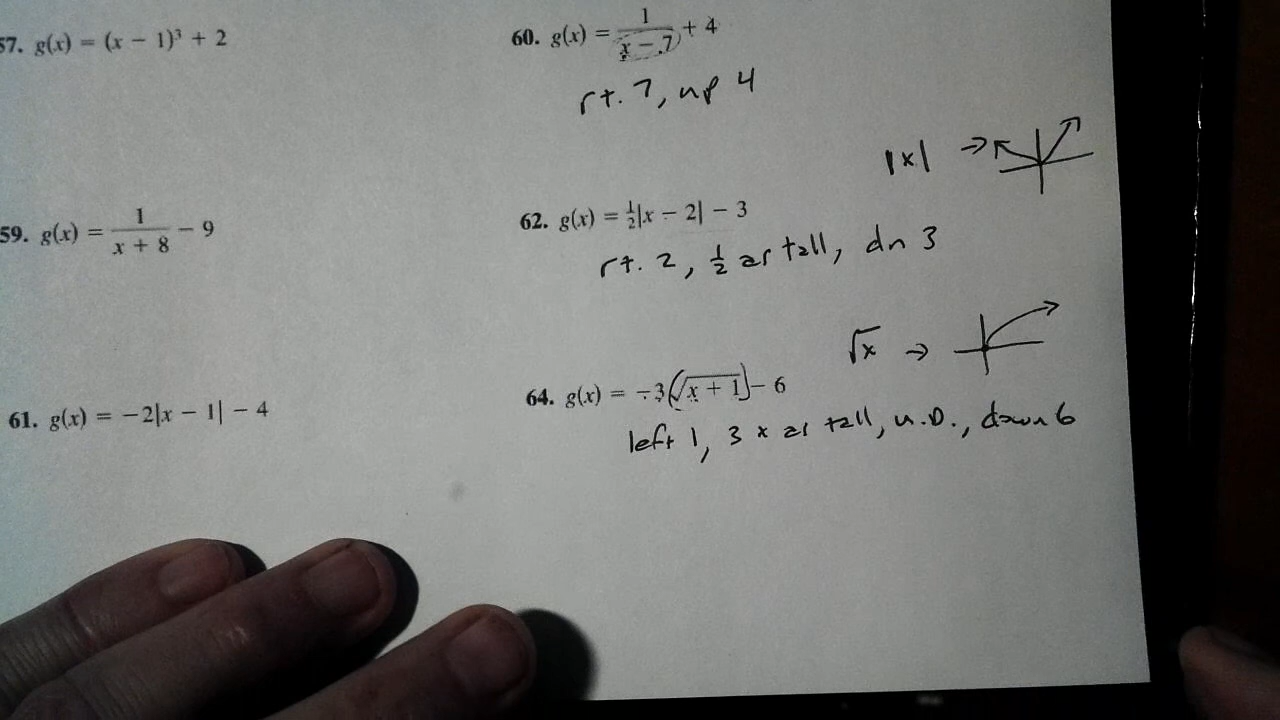 57. g(x) = (x − 1)³ + 2
60. g(x) = 1/(x − 7) + 4
rt. 7, up 4
|x| →
59. g(x) = 1/(x + 8) − 9
62. g(x) = ½|x − 2| − 3
rt. 2, ½ as tall, dn 3
√x →
61. g(x) = −2|x − 1| − 4
64. g(x) = −3(√(x + 1)) − 6
left 1, 3 x as tall, u.D., down 6